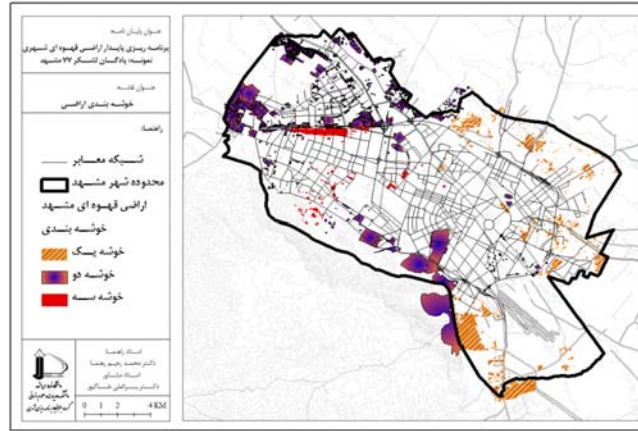 عنوان پایان نامه:
برنامه ریزی پایدار اراضی قهوه ای شهری
نمونه: پادگان لشکر ۷۷ مشهد
عنوان نقشه:
خوشه بندی اراضی
راهنما:
شبکه معابر
محدوده شهر مشهد
اراضی قهوه ای مشهد
خوشه بندی
خوشه یک
خوشه دو
خوشه سه
استاد راهنما
دکتر محمد رحیم رهنما
استاد مشاور
دکتر
0 1 2 4 KM